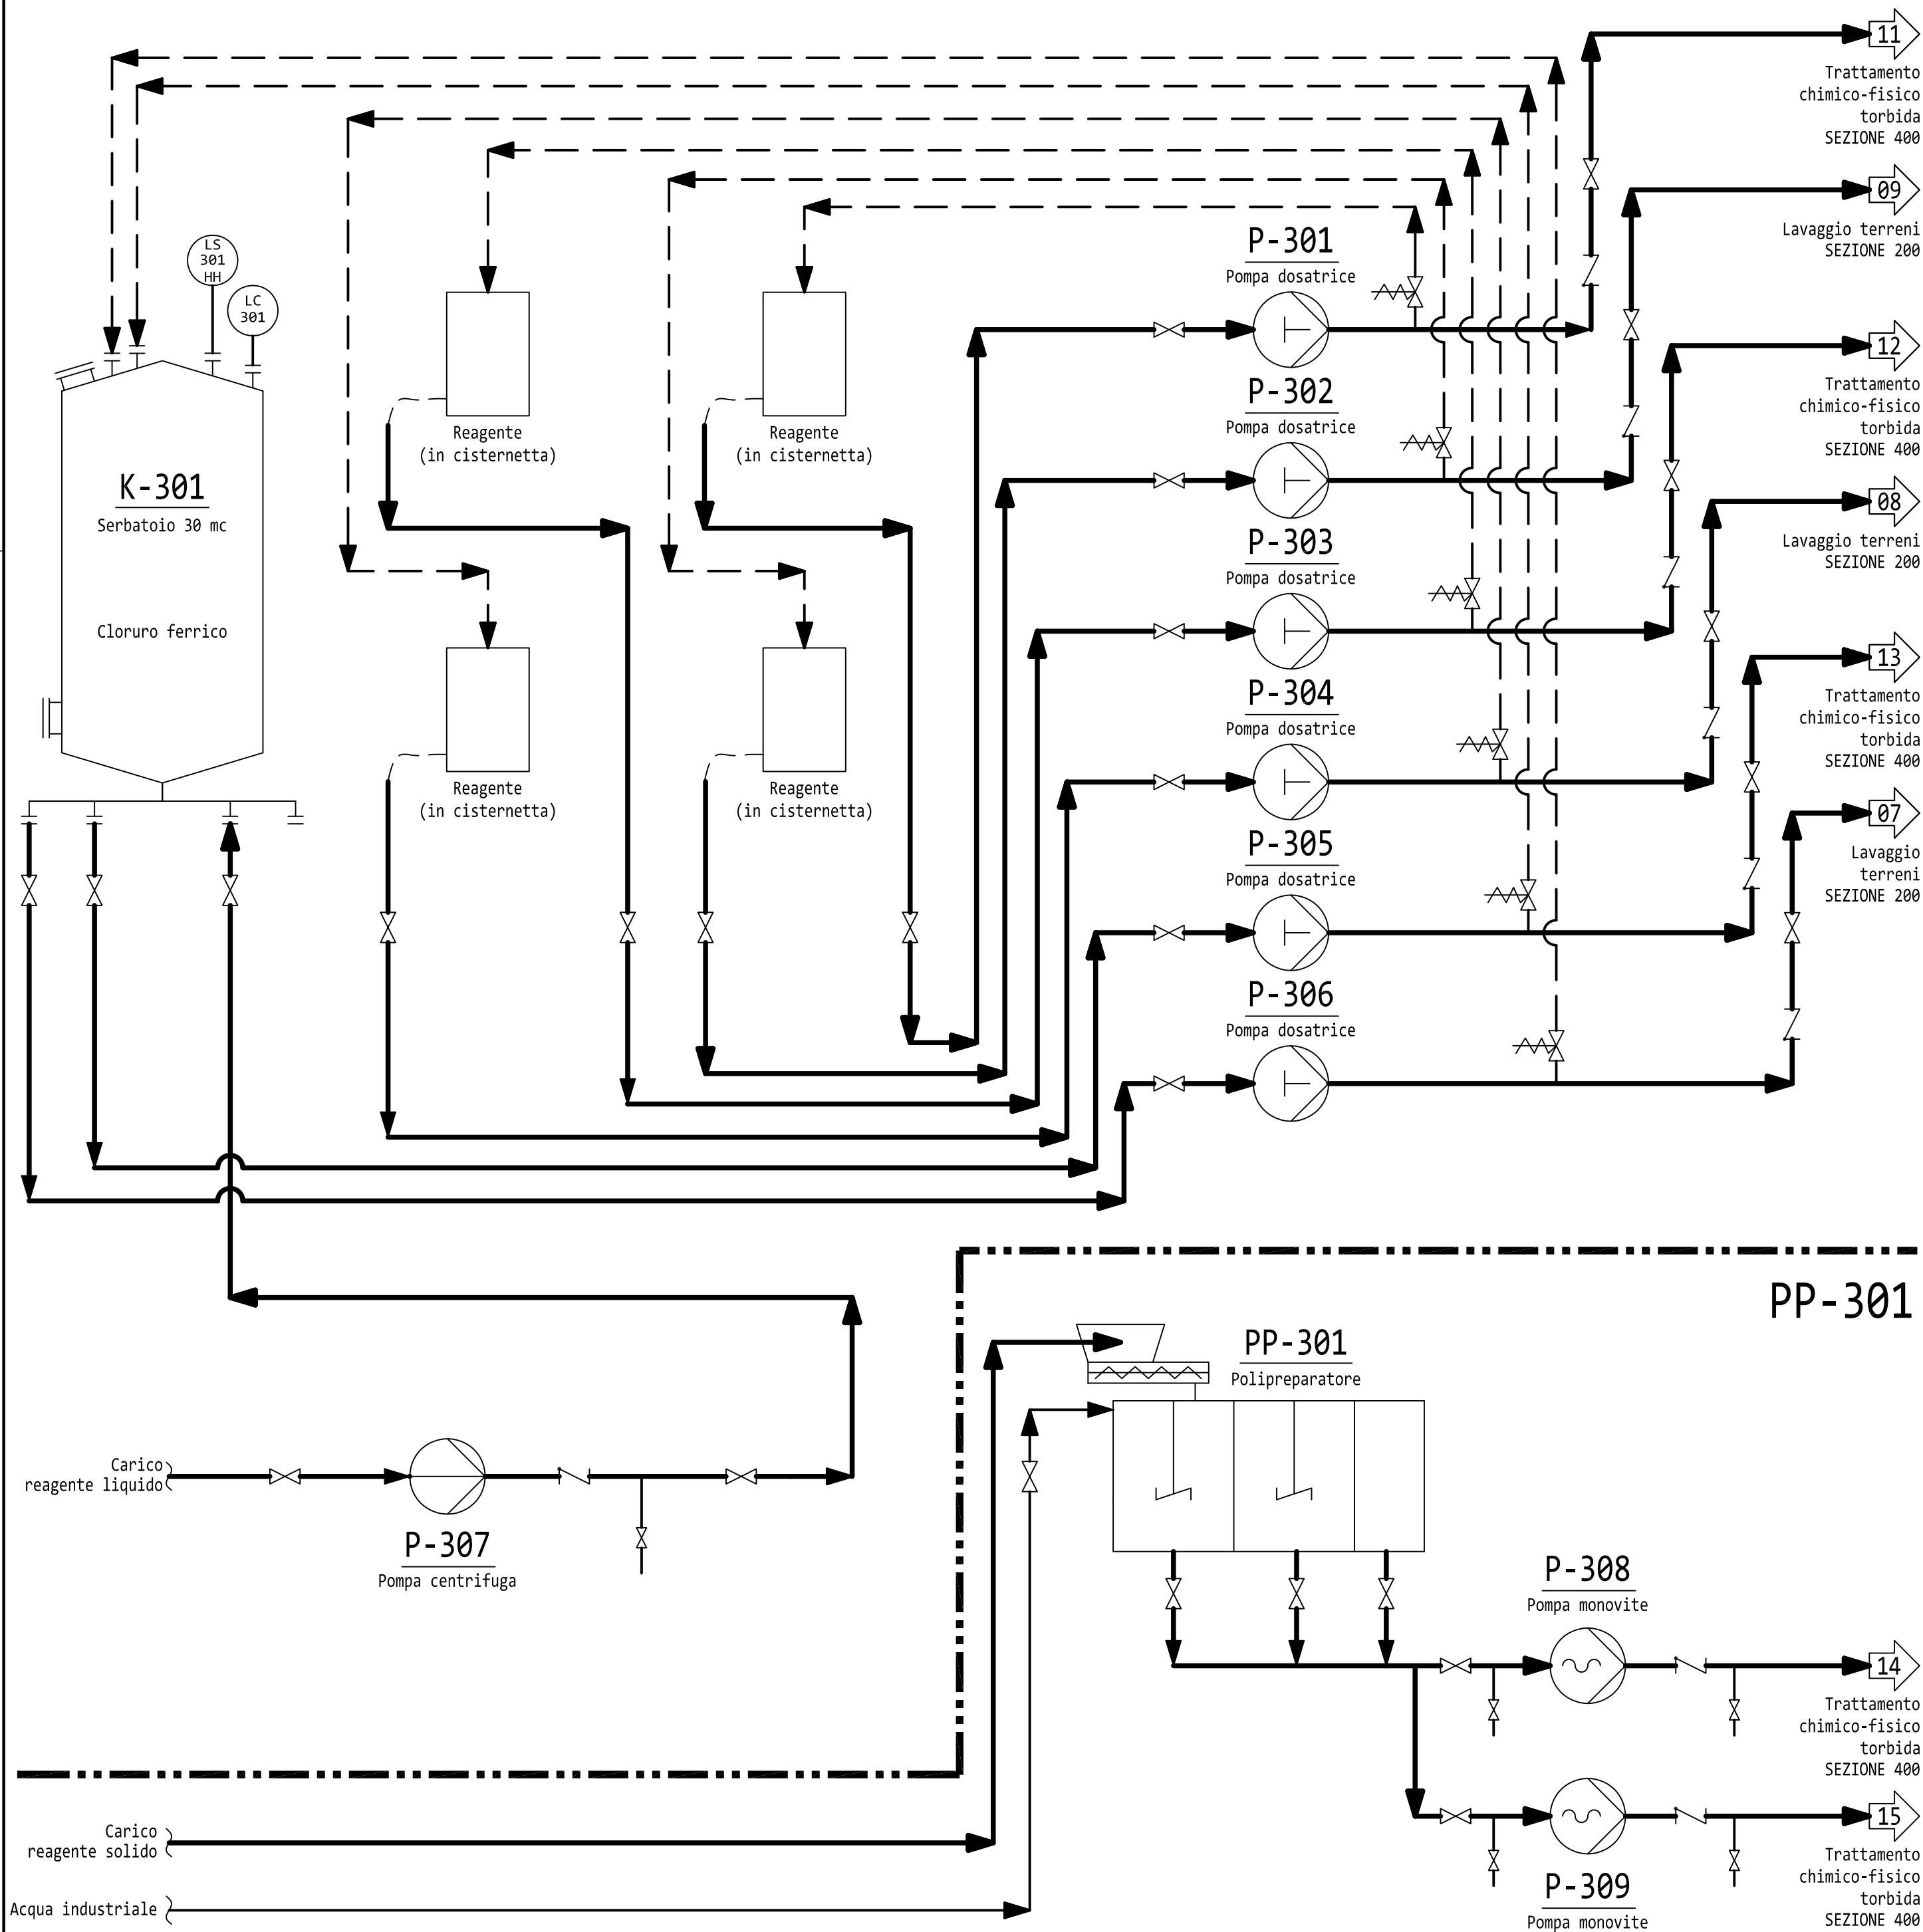 11
Trattamento
chimico-fisico
torbida
SEZIONE 400
09
Lavaggio terreni
SEZIONE 200
12
Trattamento
chimico-fisico
torbida
SEZIONE 400
08
Lavaggio terreni
SEZIONE 200
13
Trattamento
chimico-fisico
torbida
SEZIONE 400
07
Lavaggio
terreni
SEZIONE 200
LS
301
HH
LC
301
K-301
Serbatoio 30 mc
Cloruro ferrico
Reagente
(in cisternetta)
Reagente
(in cisternetta)
Reagente
(in cisternetta)
Reagente
(in cisternetta)
P-301
Pompa dosatrice
P-302
Pompa dosatrice
P-303
Pompa dosatrice
P-304
Pompa dosatrice
P-305
Pompa dosatrice
P-306
Pompa dosatrice
Carico
reagente liquido
P-307
Pompa centrifuga
PP-301
PP-301
Polipreparatore
P-308
Pompa monovite
14
Trattamento
chimico-fisico
torbida
SEZIONE 400
15
Trattamento
chimico-fisico
torbida
SEZIONE 400
P-309
Pompa monovite
Carico
reagente solido
Acqua industriale